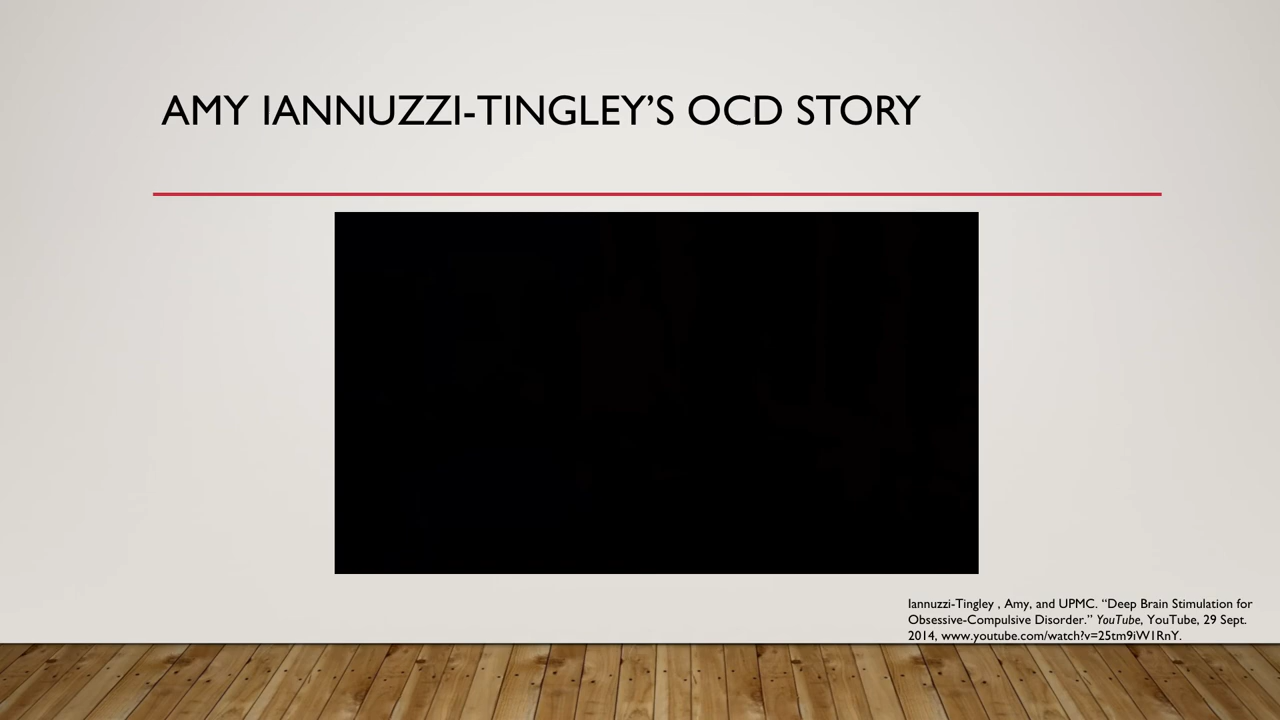 AMY IANNUZZI-TINGLEY’S OCD STORY
Iannuzzi-Tingley , Amy, and UPMC. “Deep Brain Stimulation for
Obsessive-Compulsive Disorder.” YouTube, YouTube, 29 Sept.
2014, www.youtube.com/watch?v=25tm9iW1RnY.